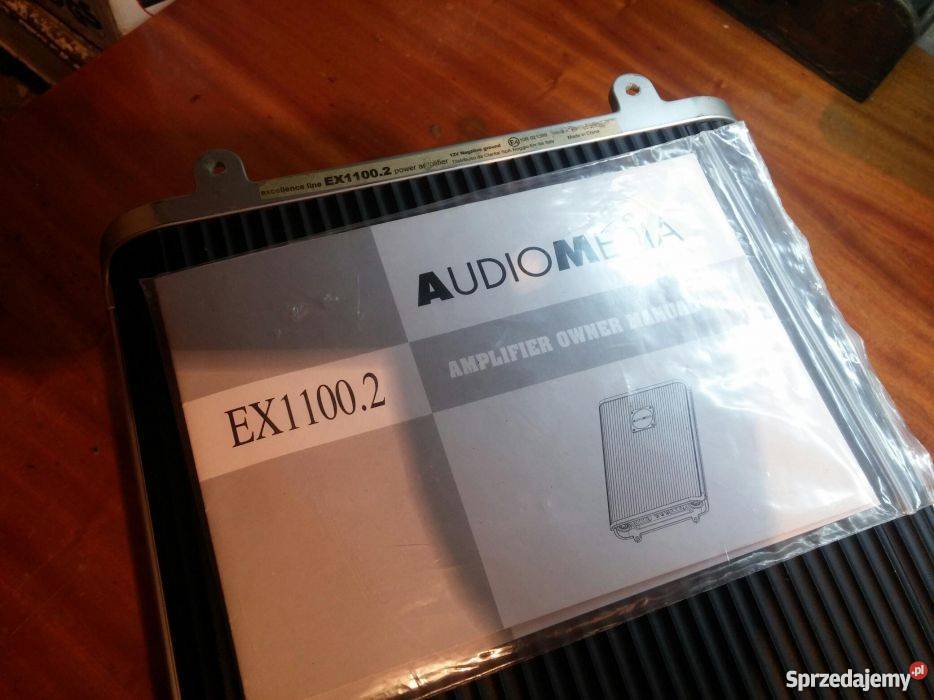 excellence line EX1100.2 power amplifier
12V Negative ground
Made in China
AUDIOMEDIA
AMPLIFIER OWNER MANUAL
EX1100.2
Sprzedajemy.pl